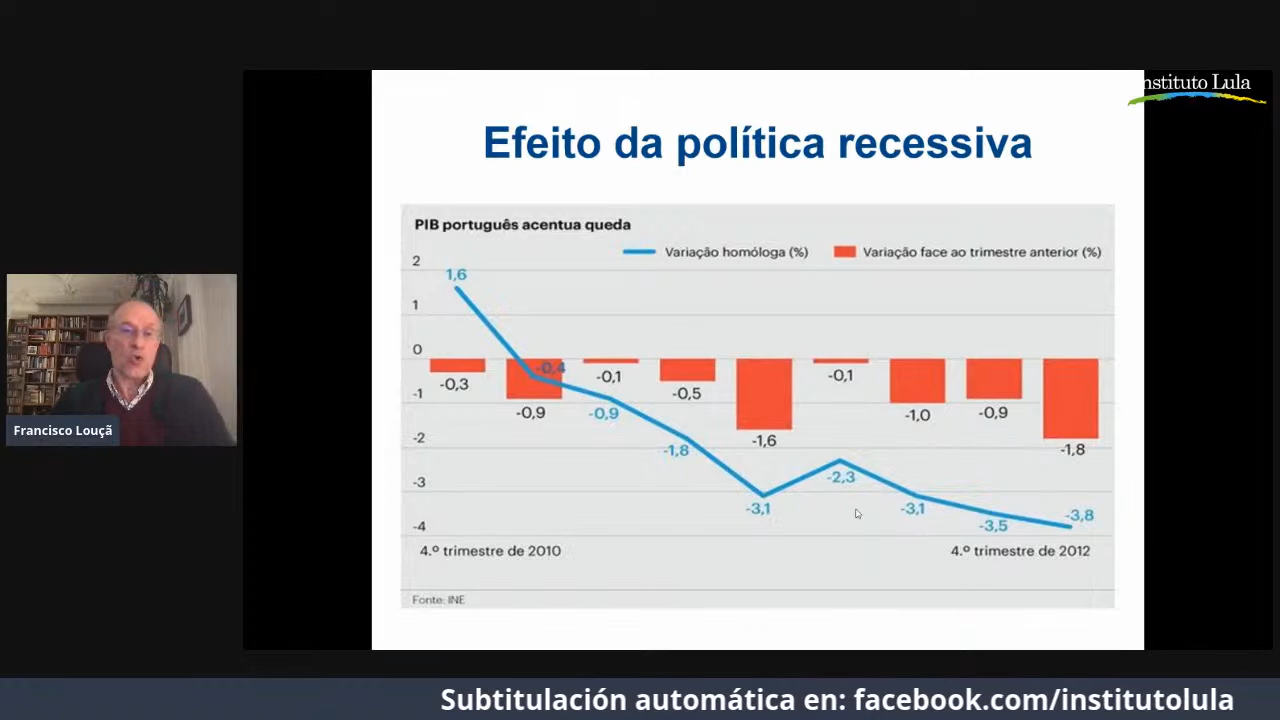 nstituto Lula
Efeito da política recessiva
PIB português acentua queda
Variação homóloga (%)
Variação face ao trimestre anterior (%)
2
1
0
-1
-2
-3
-4
1,6
-0,4
-0,9
-1,8
-3,1
-2,3
-3,1
-3,5
-3,8
-0,3
-0,9
-0,1
-0,5
-1,6
-0,1
-1,0
-0,9
-1,8
4.º trimestre de 2010
4.º trimestre de 2012
Fonte: INE
Francisco Louçã
Subtitulación automática en: facebook.com/institutolula